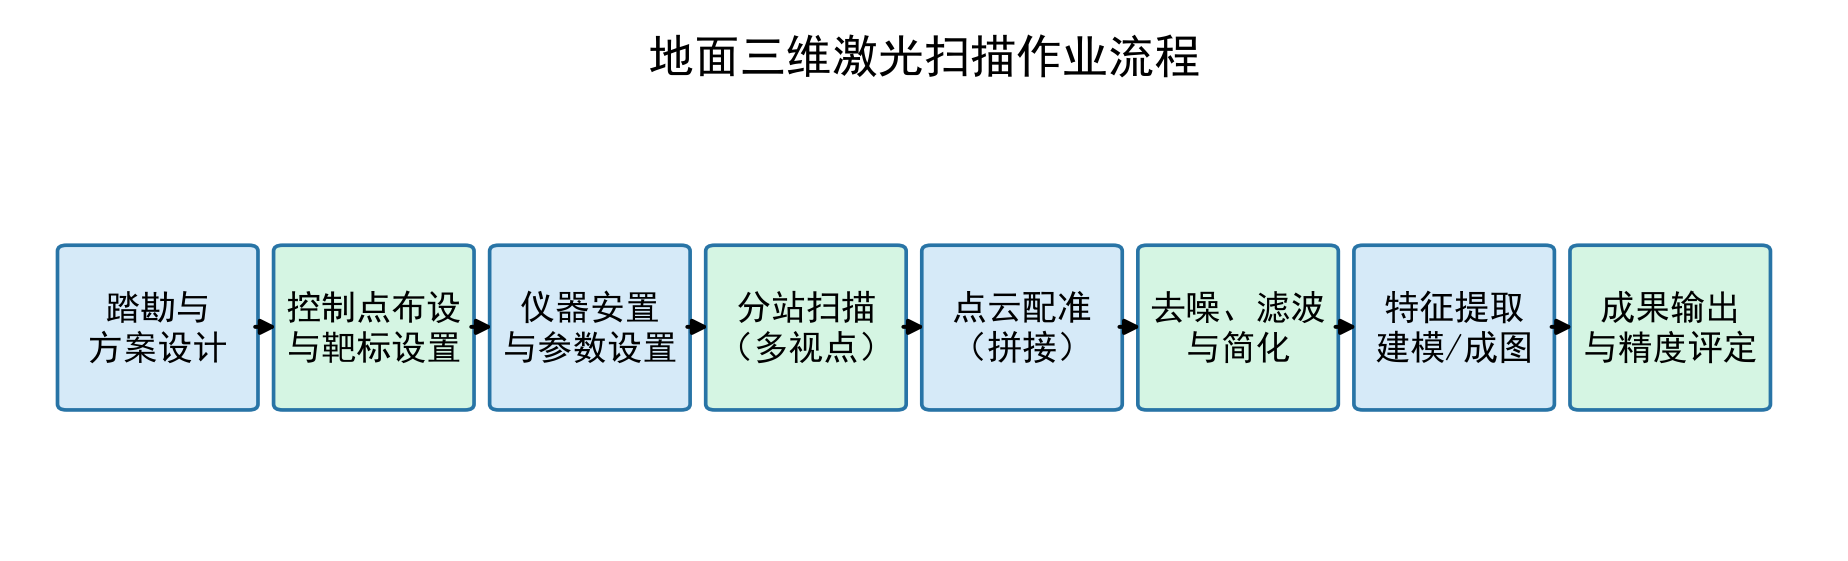 地面三维激光扫描作业流程
踏勘与
方案设计
控制点布设
与靶标设置
仪器安置
与参数设置
分站扫描
（多视点）
点云配准
（拼接）
去噪、滤波
与简化
特征提取
建模/成图
成果输出
与精度评定